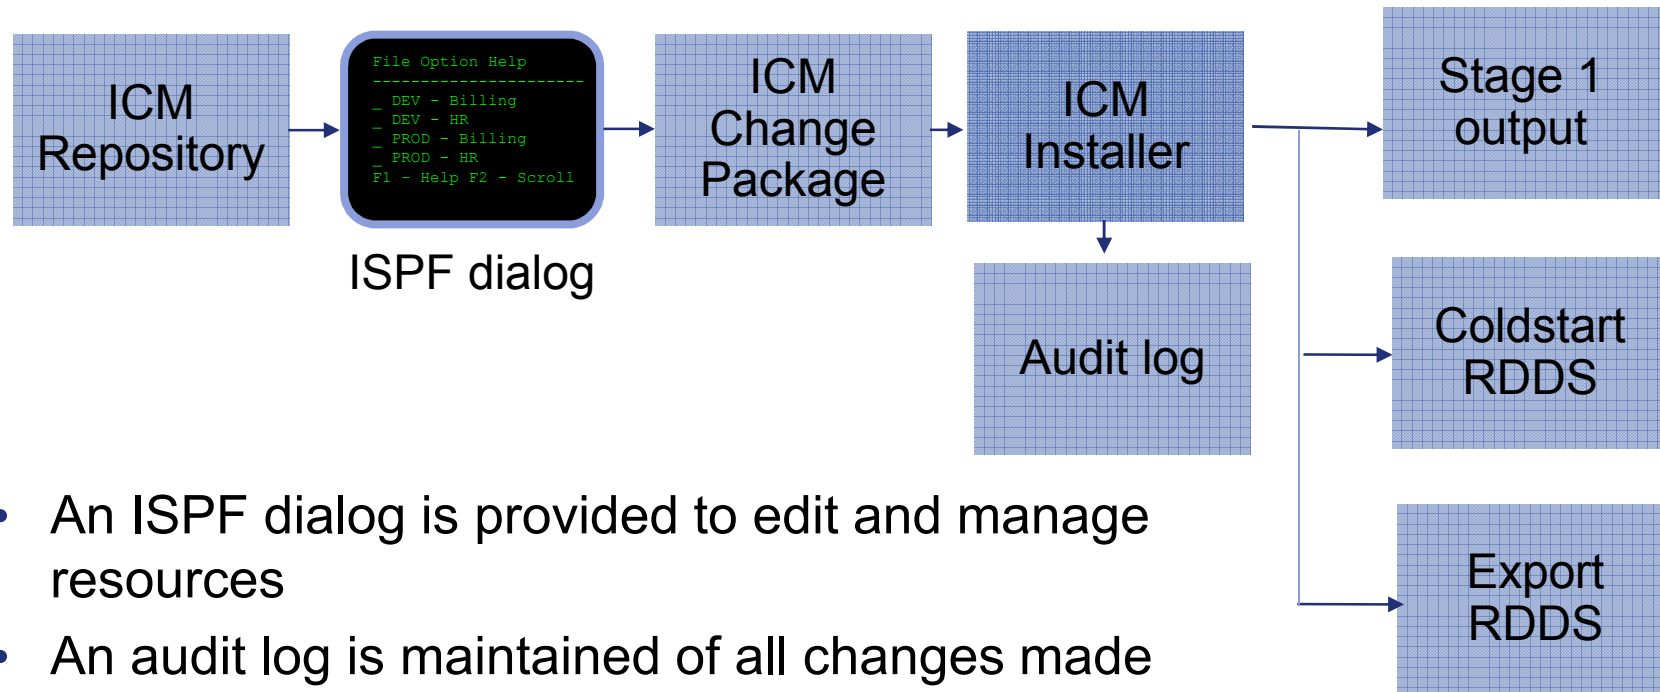 ICM
Repository
File Option Help
----------------------
_ DEV - Billing
_ DEV - HR
_ PROD - Billing
_ PROD - HR
F1 - Help F2 - Scroll
ISPF dialog
ICM
Change
Package
ICM
Installer
Audit log
Stage 1
output
Coldstart
RDDS
Export
RDDS
• An ISPF dialog is provided to edit and manage
resources
• An audit log is maintained of all changes made